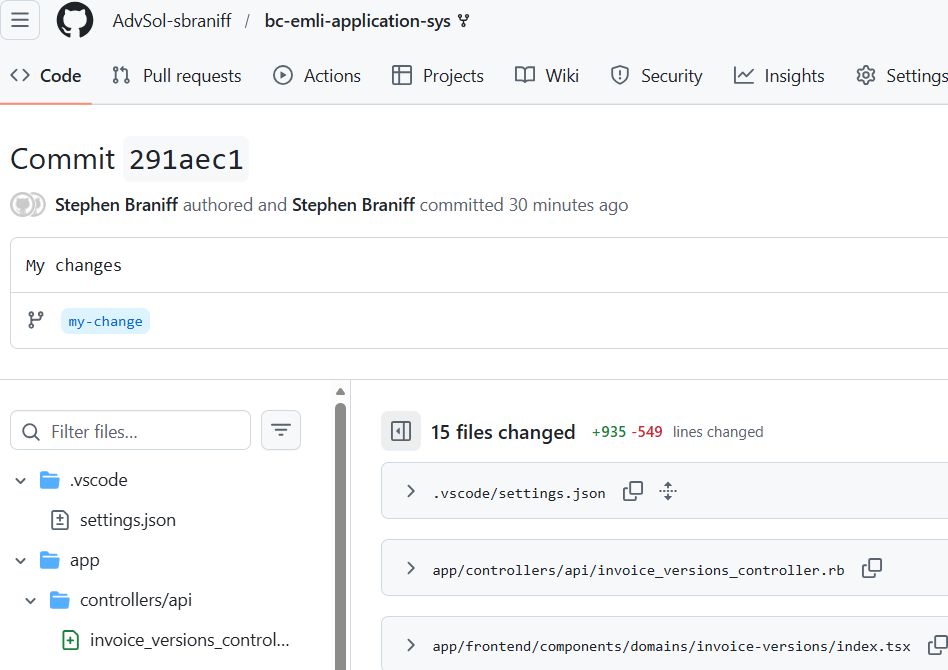 AdvSol-sbraniff / bc-emli-application-sys
Code Pull requests Actions Projects Wiki Security Insights Settings
Commit 291aec1
Stephen Braniff authored and Stephen Braniff committed 30 minutes ago
My changes
my-change
Filter files...
.vscode
settings.json
app
controllers/api
invoice_versions_control...
15 files changed +935 -549 lines changed
.vscode/settings.json
app/controllers/api/invoice_versions_controller.rb
app/frontend/components/domains/invoice-versions/index.tsx